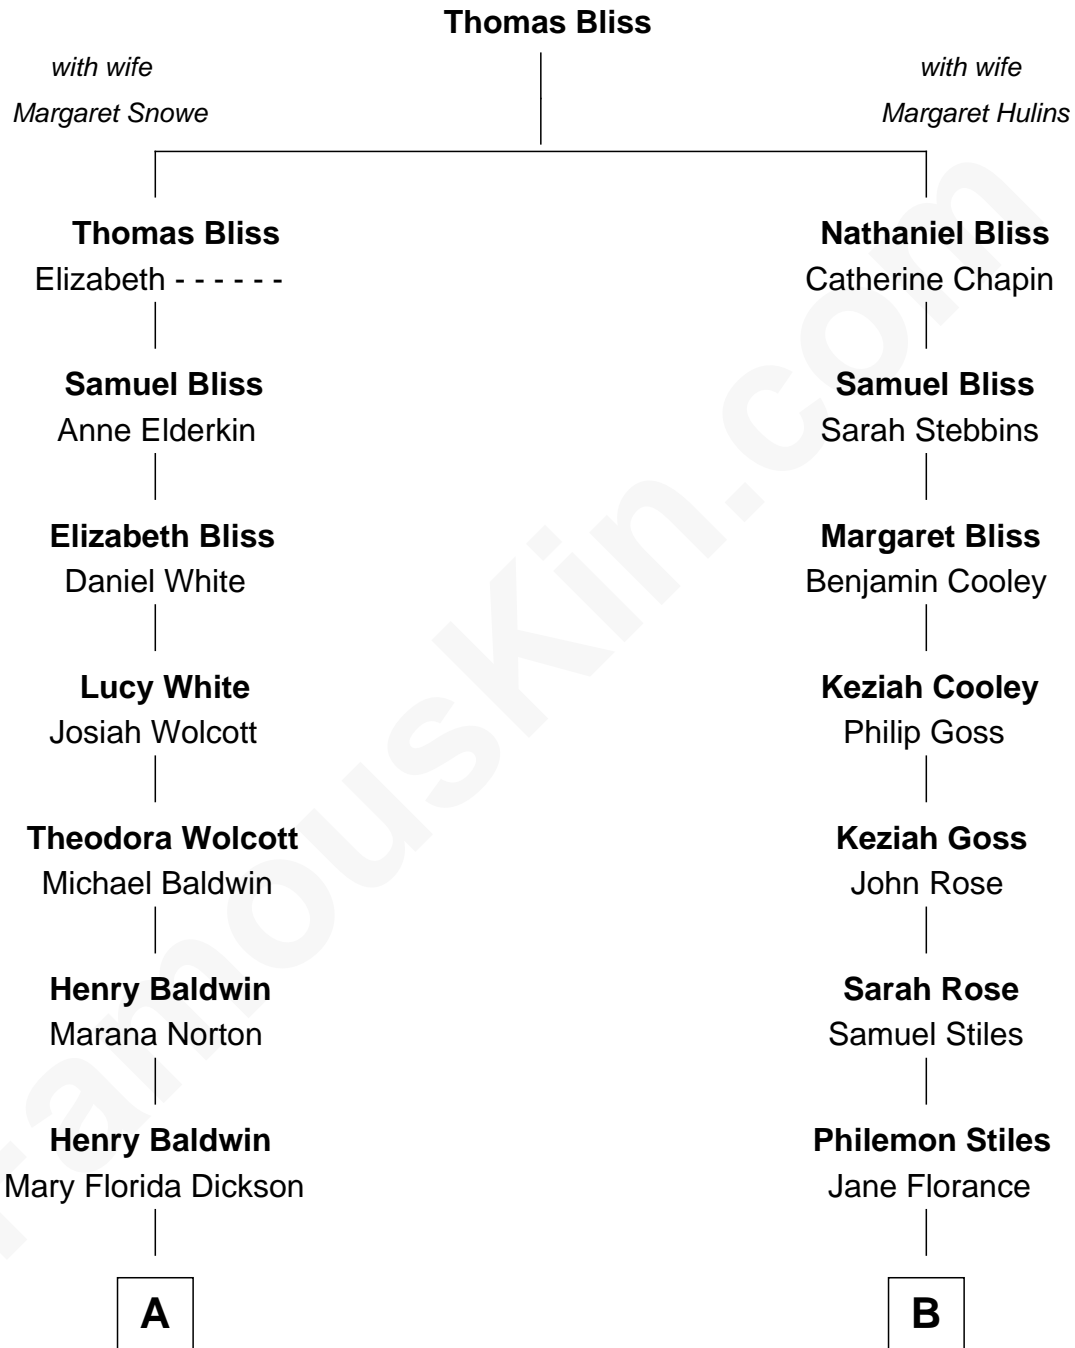 Thomas Bliss
with wife
Margaret Snowe
with wife
Margaret Hulins
Thomas Bliss
Elizabeth - - - - - -
Nathaniel Bliss
Catherine Chapin
Samuel Bliss
Anne Elderkin
Samuel Bliss
Sarah Stebbins
Elizabeth Bliss
Daniel White
Margaret Bliss
Benjamin Cooley
Lucy White
Josiah Wolcott
Keziah Cooley
Philip Goss
Theodora Wolcott
Michael Baldwin
Keziah Goss
John Rose
Henry Baldwin
Marana Norton
Sarah Rose
Samuel Stiles
Henry Baldwin
Mary Florida Dickson
Philemon Stiles
Jane Florance
A
B
FamousKin.com